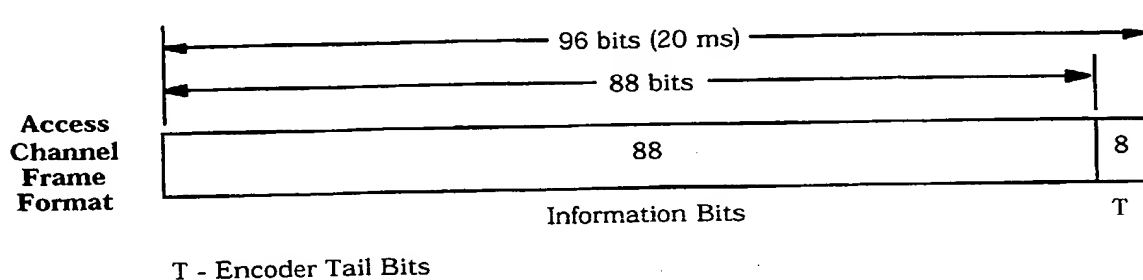 96 bits (20 ms)
88 bits
Access
Channel
Frame
Format
88
8
Information Bits
T
T - Encoder Tail Bits